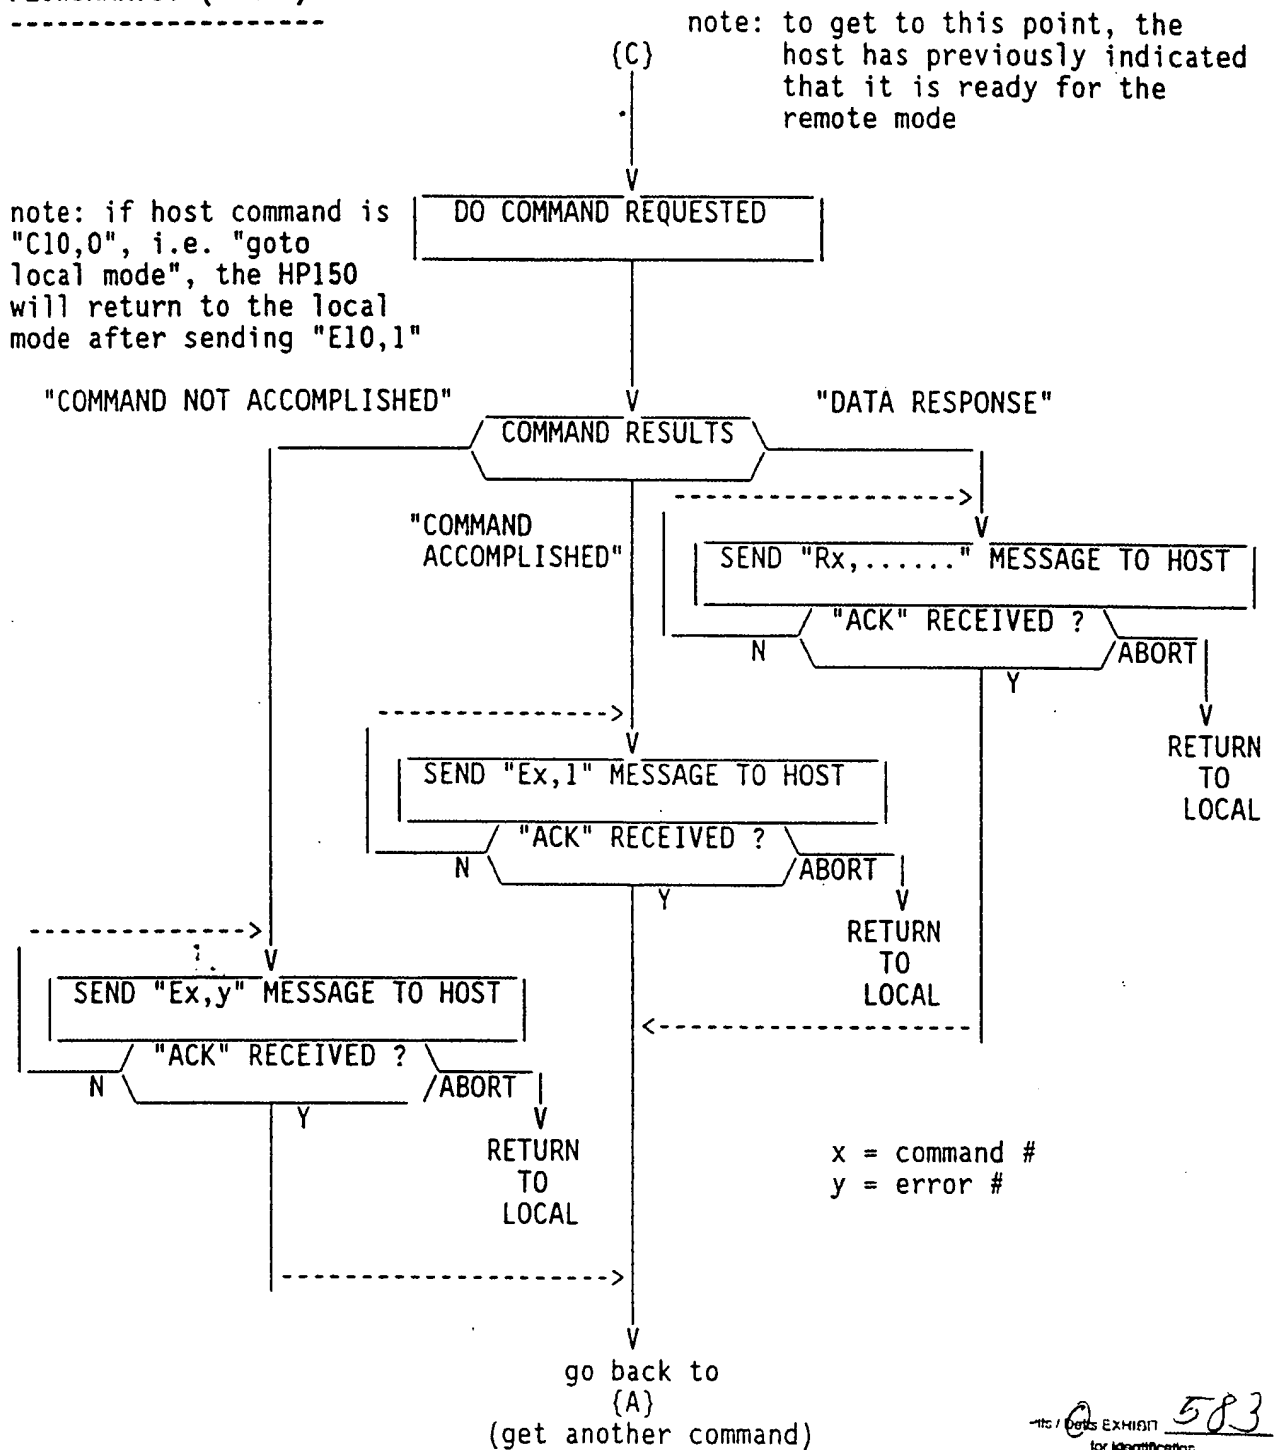 {C}
note: to get to this point, the
host has previously indicated
that it is ready for the
remote mode
note: if host command is
"C10,0", i.e. "goto
local mode", the HP150
will return to the local
mode after sending "E10,1"
DO COMMAND REQUESTED
"COMMAND NOT ACCOMPLISHED"
"DATA RESPONSE"
COMMAND RESULTS
"COMMAND
ACCOMPLISHED"
SEND "Rx,......" MESSAGE TO HOST
"ACK" RECEIVED ?
N
ABORT
Y
RETURN
TO
LOCAL
SEND "Ex,1" MESSAGE TO HOST
"ACK" RECEIVED ?
N
ABORT
Y
RETURN
TO
LOCAL
SEND "Ex,y" MESSAGE TO HOST
"ACK" RECEIVED ?
N
ABORT
Y
RETURN
TO
LOCAL
x = command #
y = error #
go back to
{A}
(get another command)
EXHIBIT 583
for Identification